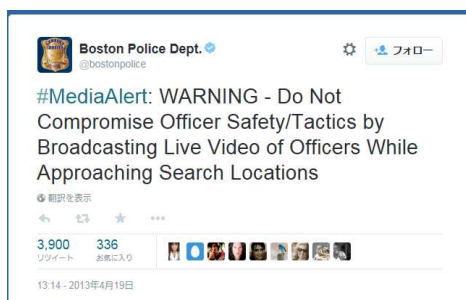 Boston Police Dept.
@bostonpolice
フォロー
#MediaAlert: WARNING - Do Not
Compromise Officer Safety/Tactics by
Broadcasting Live Video of Officers While
Approaching Search Locations
翻訳を表示
3,900 336
リツイート お気に入り
13:14 - 2013年4月19日